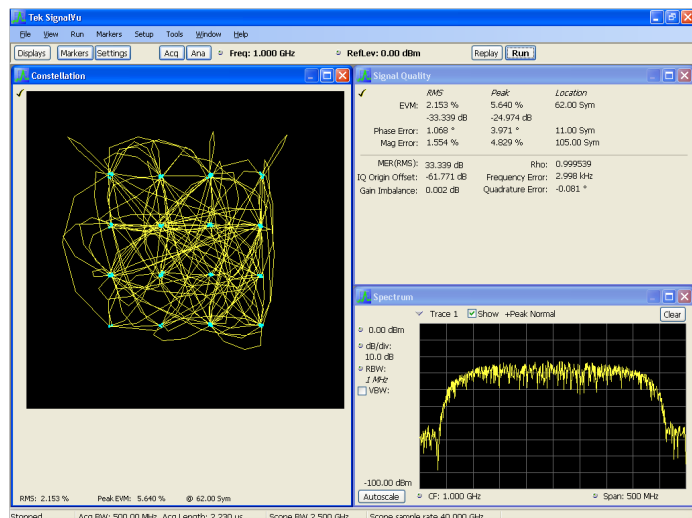 Tek SignalVu
File View Run Markers Setup Tools Window Help
Displays Markers Settings Acq Ana Freq: 1.000 GHz RefLev: 0.00 dBm Replay Run
Constellation
Signal Quality
RMS Peak Location
EVM: 2.153 % 5.640 % 62.00 Sym
-33.339 dB -24.974 dB
Phase Error: 1.068 ° 3.971 ° 11.00 Sym
Mag Error: 1.554 % 4.829 % 105.00 Sym
MER(RMS): 33.339 dB Rho: 0.999539
IQ Origin Offset: -61.771 dB Frequency Error: 2.998 kHz
Gain Imbalance: 0.002 dB Quadrature Error: -0.081 °
Spectrum
Trace 1 Show +Peak Normal Clear
0.00 dBm
dB/div:
10.0 dB
RBW:
1 MHz
VBW:
-100.00 dBm
Autoscale CF: 1.000 GHz Span: 500 MHz
RMS: 2.153 % Peak EVM: 5.640 % @ 62.00 Sym
Stopped Acq BW: 500.00 MHz, Acq Length: 2.230 us Scope BW 2.500 GHz Scope sample rate 40.000 GHz